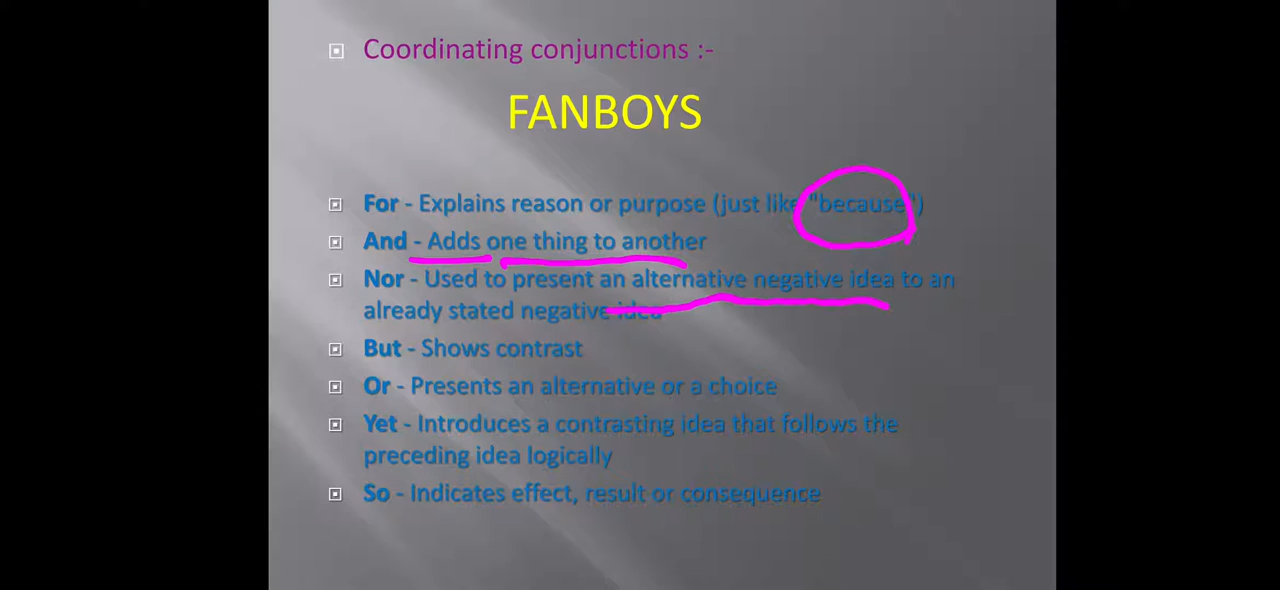 Coordinating conjunctions :-
FANBOYS
For - Explains reason or purpose (just like "because")
And - Adds one thing to another
Nor - Used to present an alternative negative idea to an
already stated negative idea
But - Shows contrast
Or - Presents an alternative or a choice
Yet - Introduces a contrasting idea that follows the
preceding idea logically
So - Indicates effect, result or consequence